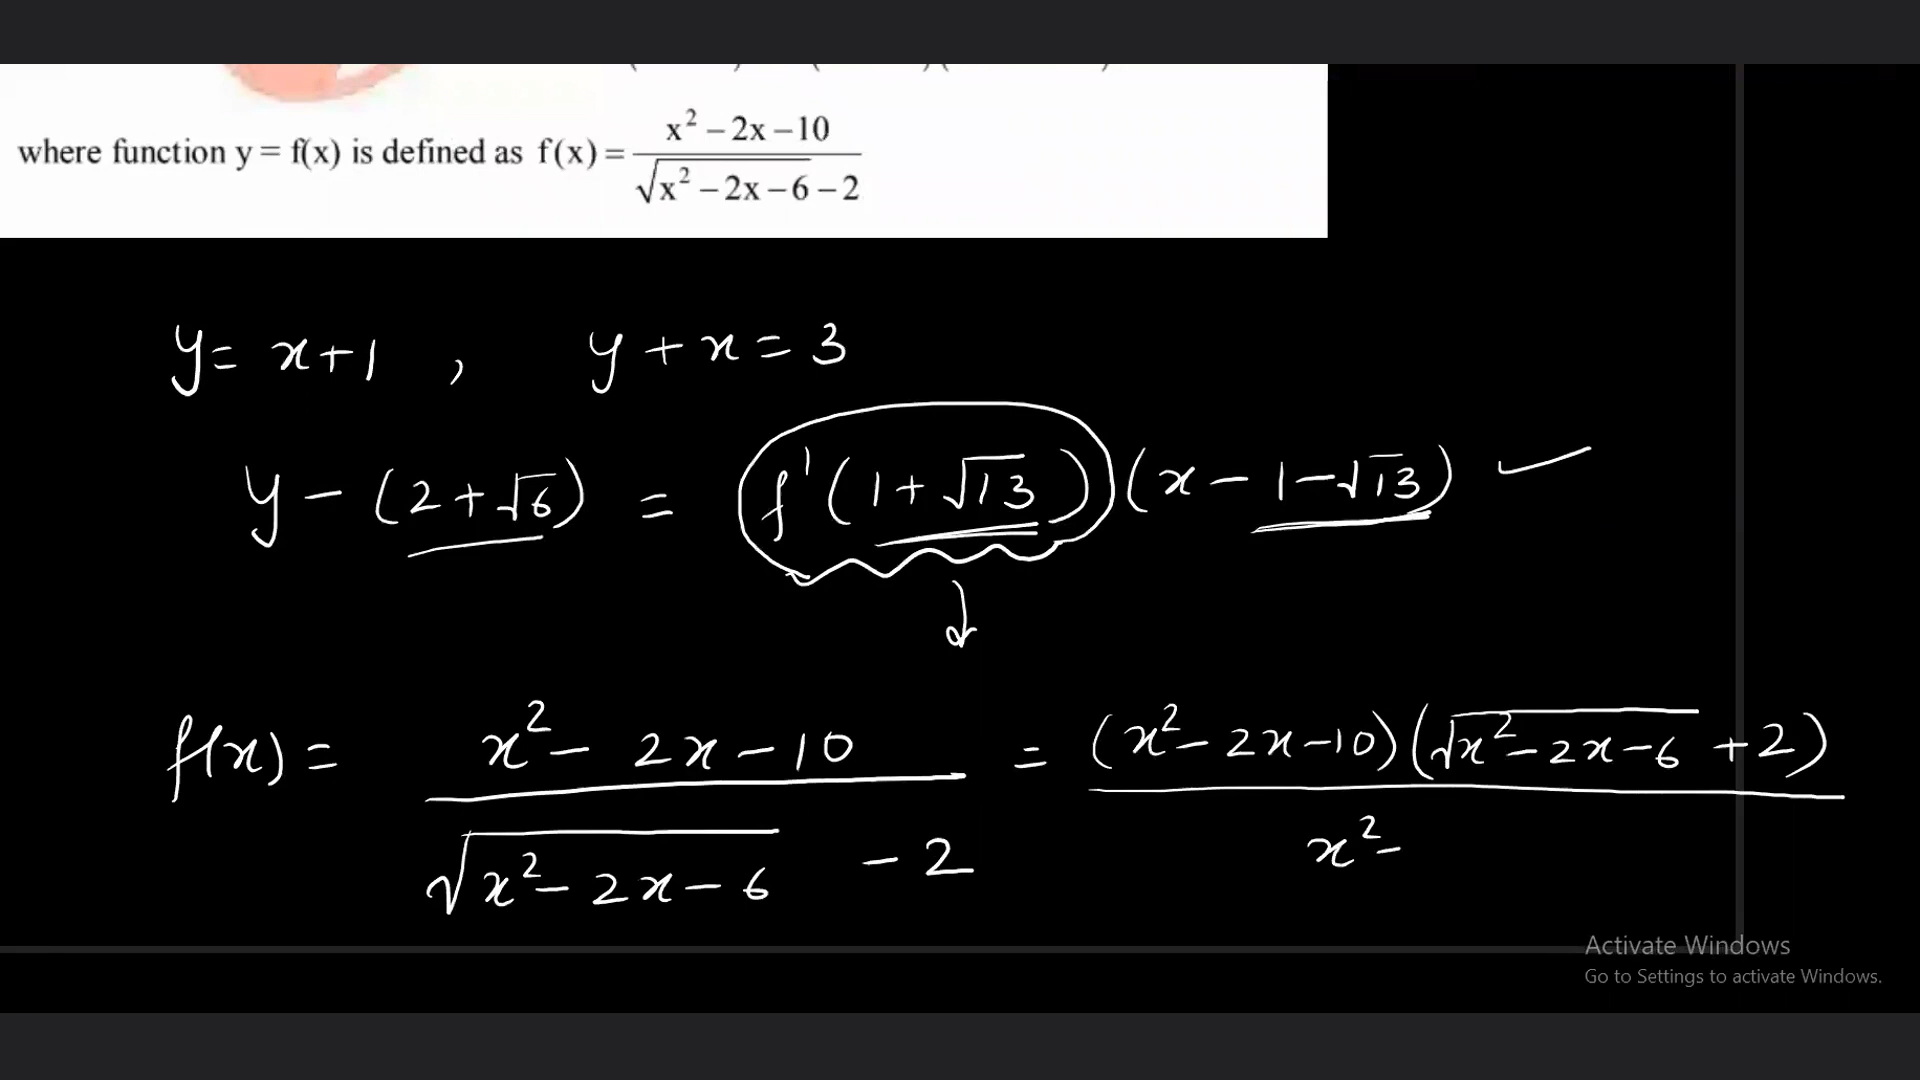 where function y = f(x) is defined as f(x) = (x² − 2x − 10) / (√(x² − 2x − 6) − 2)
y = x + 1 , y + x = 3
y − (2 + √6) = f'(1 + √13) (x − 1 − √13)
f(x) = (x² − 2x − 10) / (√(x² − 2x − 6) − 2) = (x² − 2x − 10)(√(x² − 2x − 6) + 2) / x² −
Activate Windows
Go to Settings to activate Windows.